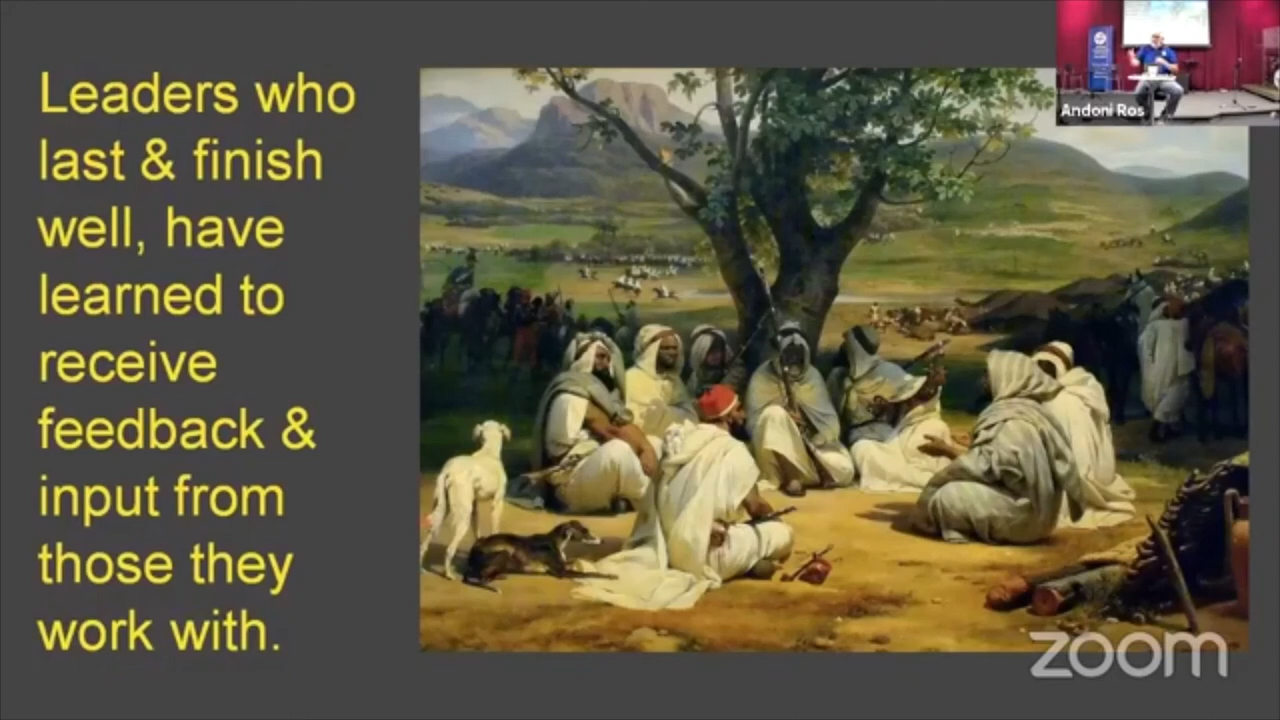 Leaders who
last & finish
well, have
learned to
receive
feedback &
input from
those they
work with.
Andoni Ros
zoom